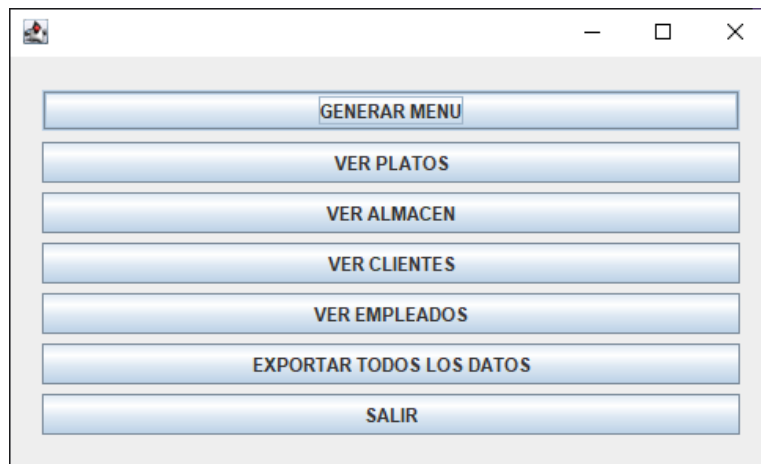 GENERAR MENU
VER PLATOS
VER ALMACEN
VER CLIENTES
VER EMPLEADOS
EXPORTAR TODOS LOS DATOS
SALIR